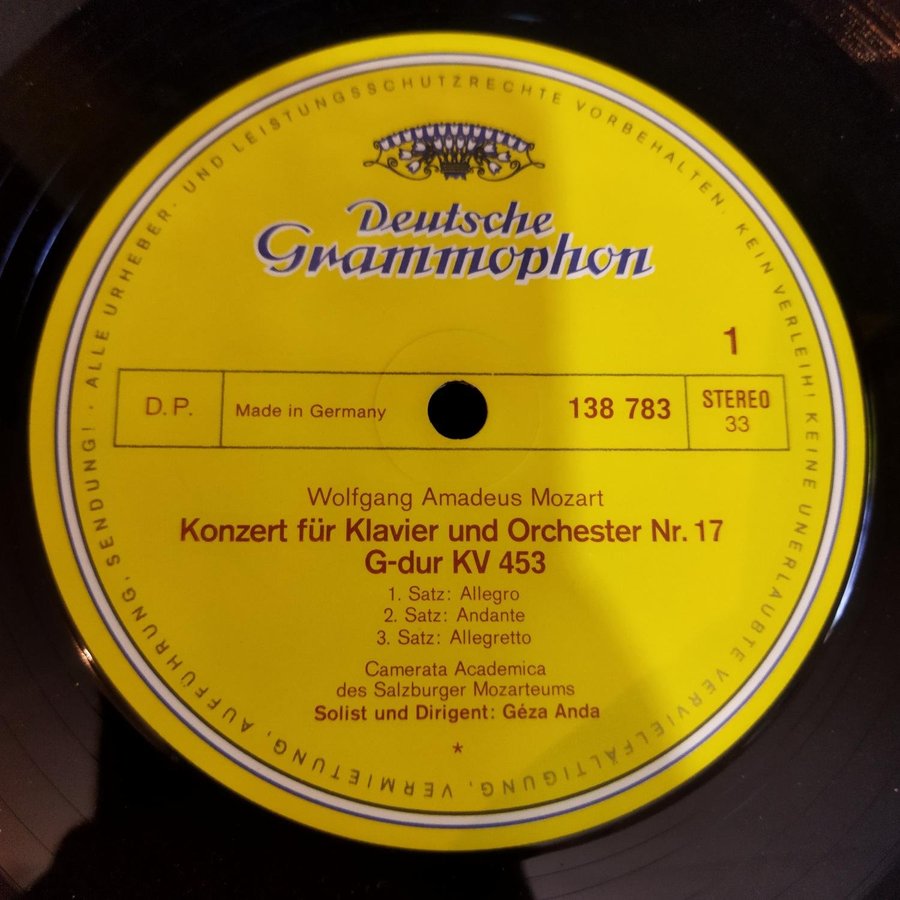 Deutsche
Grammophon
1
D. P.
Made in Germany
138 783
STEREO
33
Wolfgang Amadeus Mozart
Konzert für Klavier und Orchester Nr. 17
G-dur KV 453
1. Satz: Allegro
2. Satz: Andante
3. Satz: Allegretto
Camerata Academica
des Salzburger Mozarteums
Solist und Dirigent: Géza Anda
*
ALLE URHEBER- UND LEISTUNGSSCHUTZRECHTE VORBEHALTEN. KEIN VERLEIH! KEINE UNERLAUBTE VERVIELFÄLTIGUNG, VERMIETUNG, AUFFÜHRUNG, SENDUNG! ·